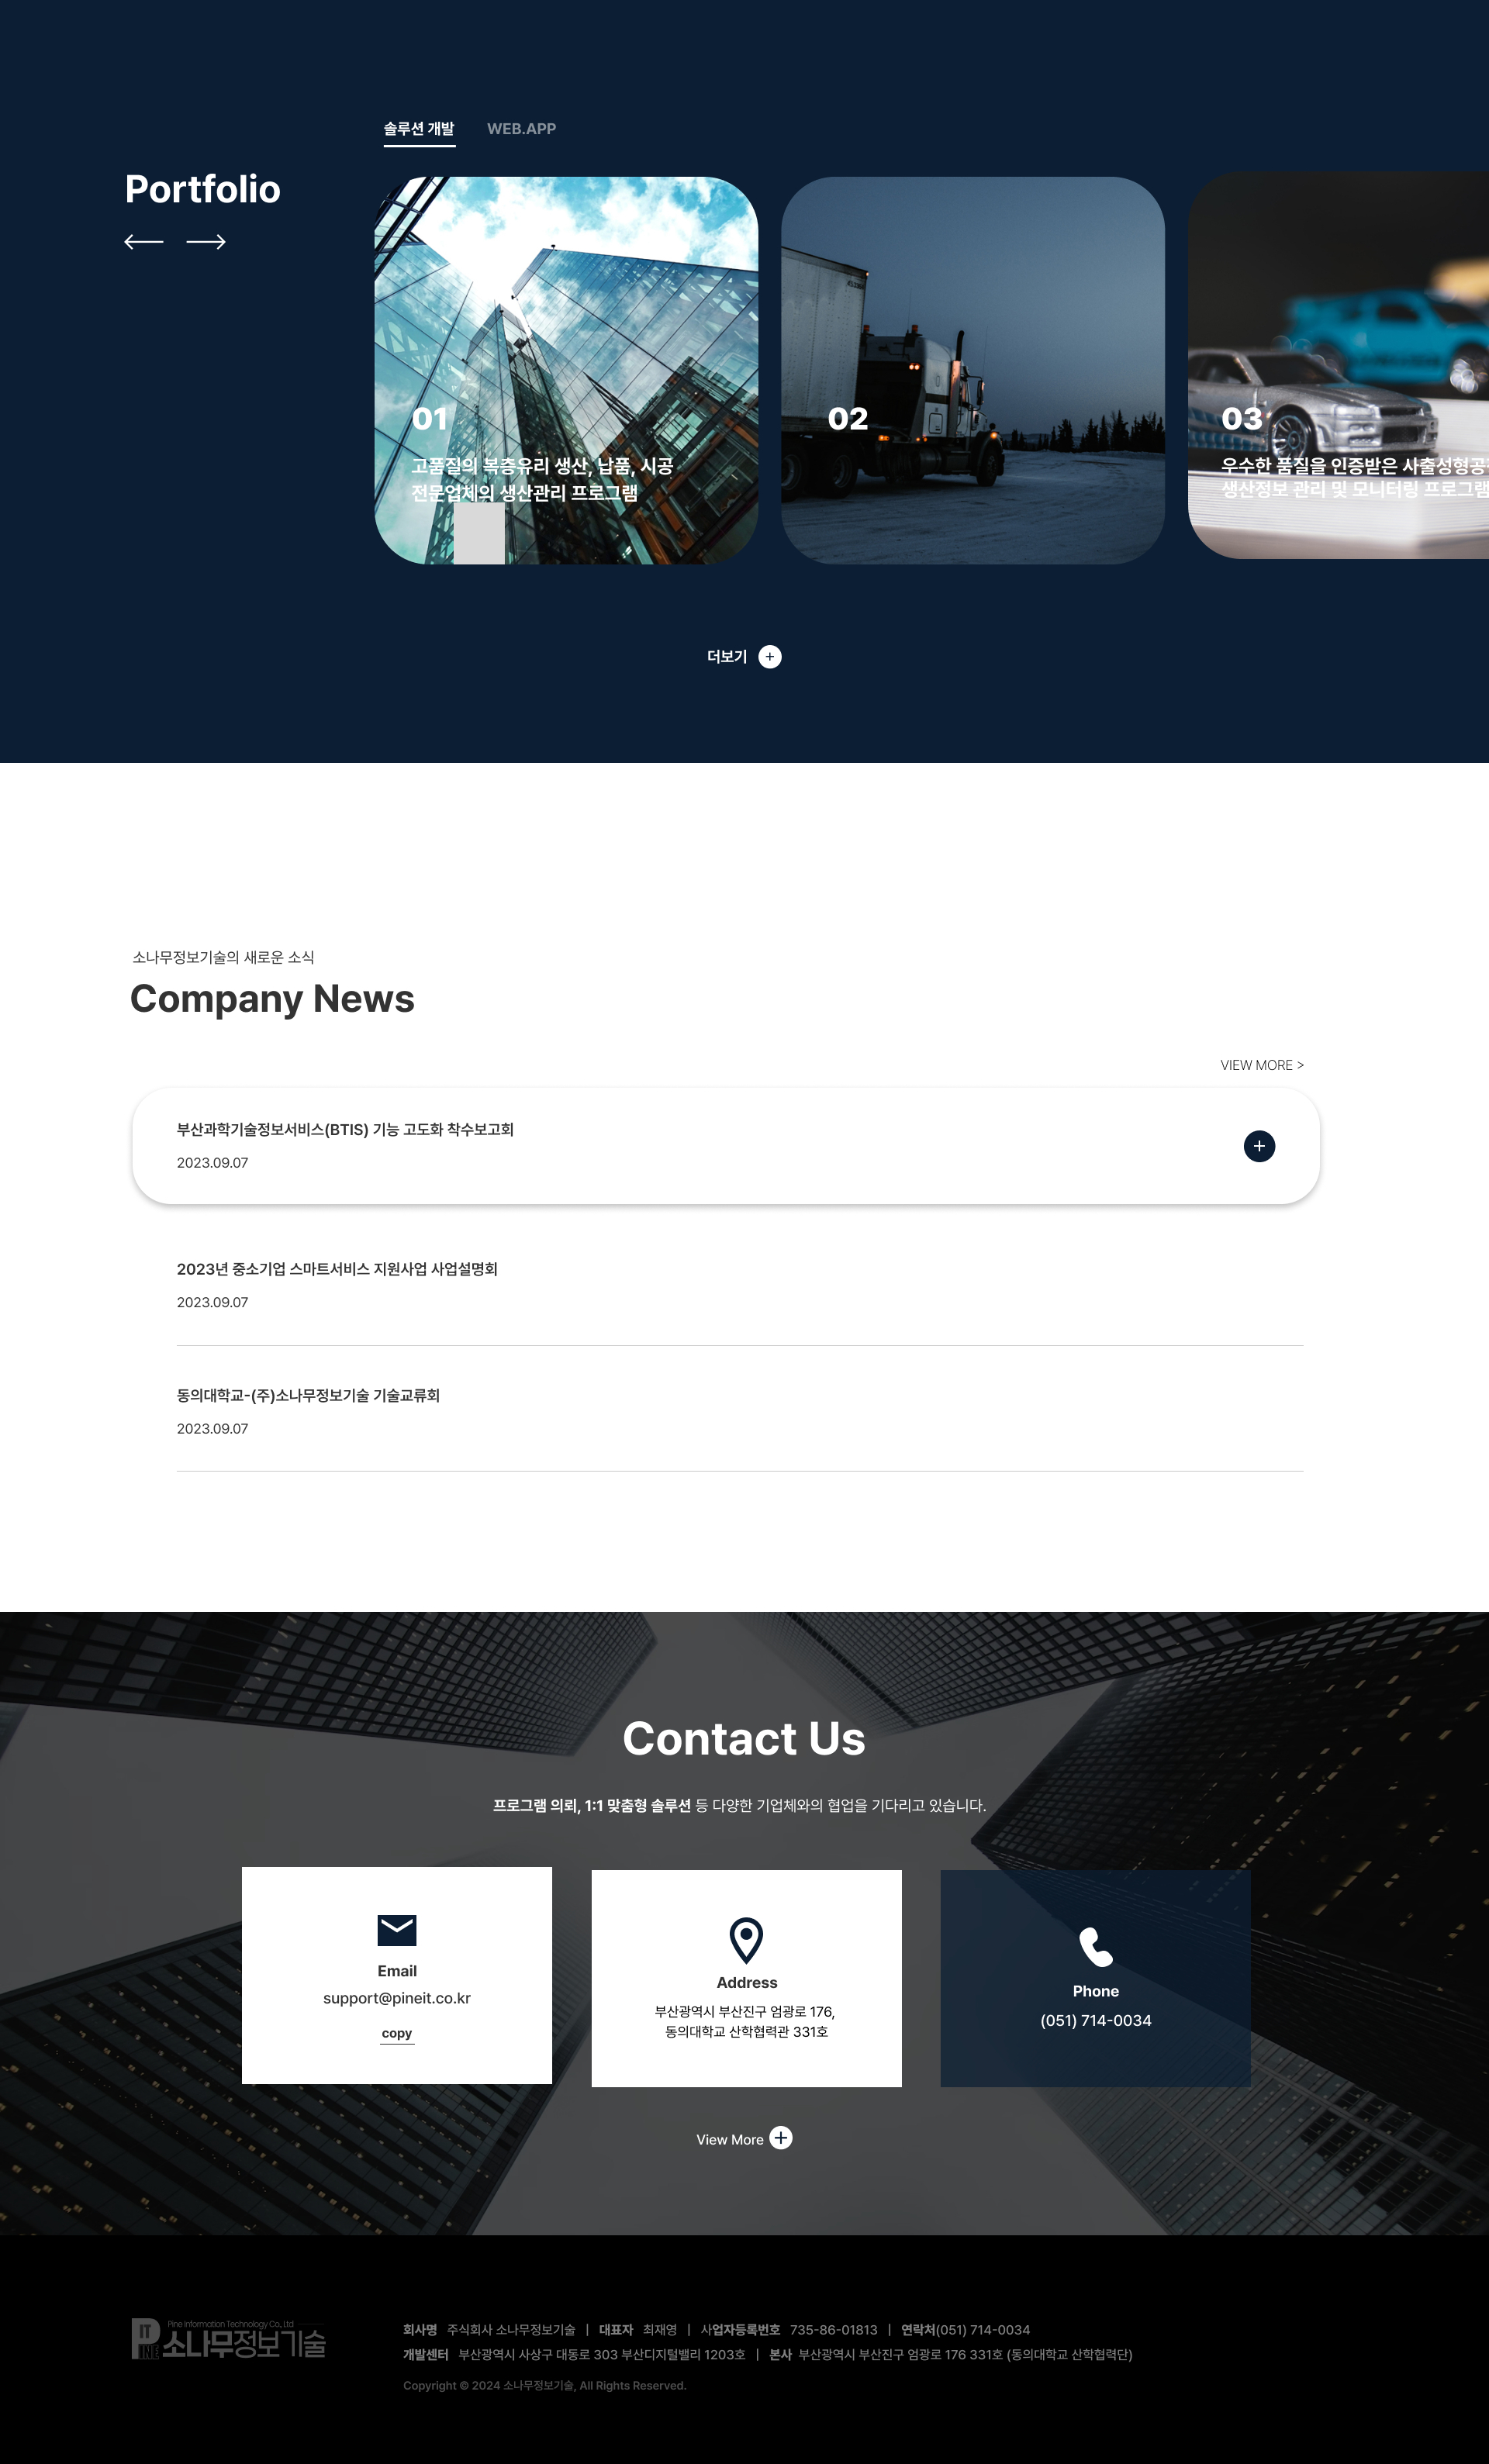 솔루션 개발 WEB.APP
Portfolio
01
고품질의 복층유리 생산, 납품, 시공
전문업체의 생산관리 프로그램
02
03
우수한 품질을 인증받은 사출성형공
생산정보 관리 및 모니터링 프로그램
더보기
소나무정보기술의 새로운 소식
Company News
VIEW MORE >
부산과학기술정보서비스(BTIS) 기능 고도화 착수보고회
2023.09.07
2023년 중소기업 스마트서비스 지원사업 사업설명회
2023.09.07
동의대학교-(주)소나무정보기술 기술교류회
2023.09.07
Contact Us
프로그램 의뢰, 1:1 맞춤형 솔루션 등 다양한 기업체와의 협업을 기다리고 있습니다.
Email
support@pineit.co.kr
copy
Address
부산광역시 부산진구 엄광로 176,
동의대학교 산학협력관 331호
Phone
(051) 714-0034
View More
Pine Information Technology Co., Ltd
IT
PINE
소나무정보기술
회사명 주식회사 소나무정보기술 | 대표자 최재영 | 사업자등록번호 735-86-01813 | 연락처(051) 714-0034
개발센터 부산광역시 사상구 대동로 303 부산디지털밸리 1203호 | 본사 부산광역시 부산진구 엄광로 176 331호 (동의대학교 산학협력단)
Copyright © 2024 소나무정보기술, All Rights Reserved.